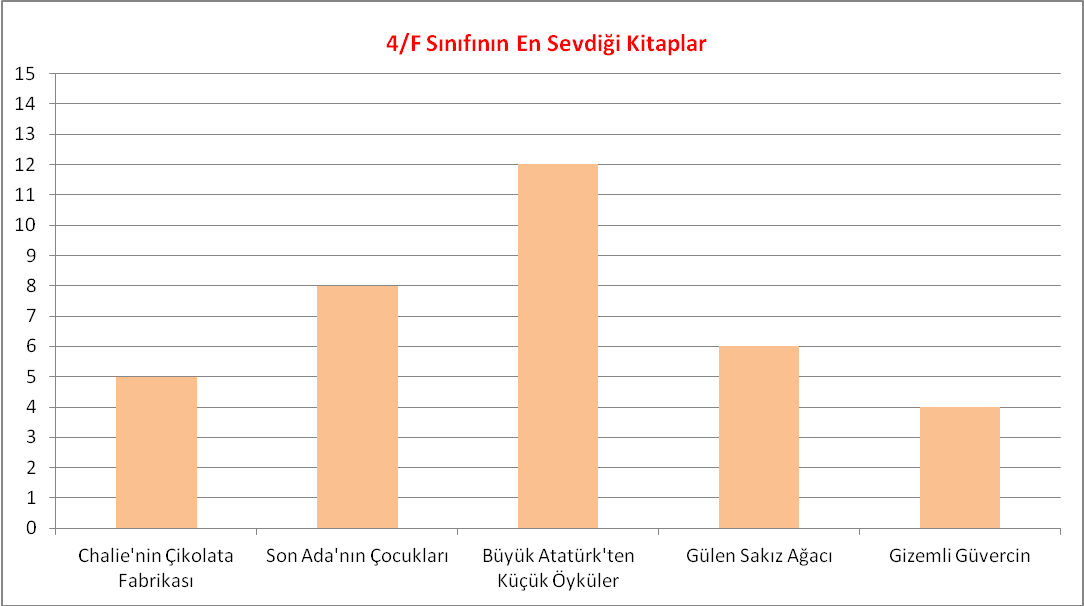 4/F Sınıfının En Sevdiği Kitaplar
15
14
13
12
11
10
9
8
7
6
5
4
3
2
1
0
Chalie'nin Çikolata
Fabrikası
Son Ada'nın Çocukları
Büyük Atatürk'ten
Küçük Öyküler
Gülen Sakız Ağacı
Gizemli Güvercin